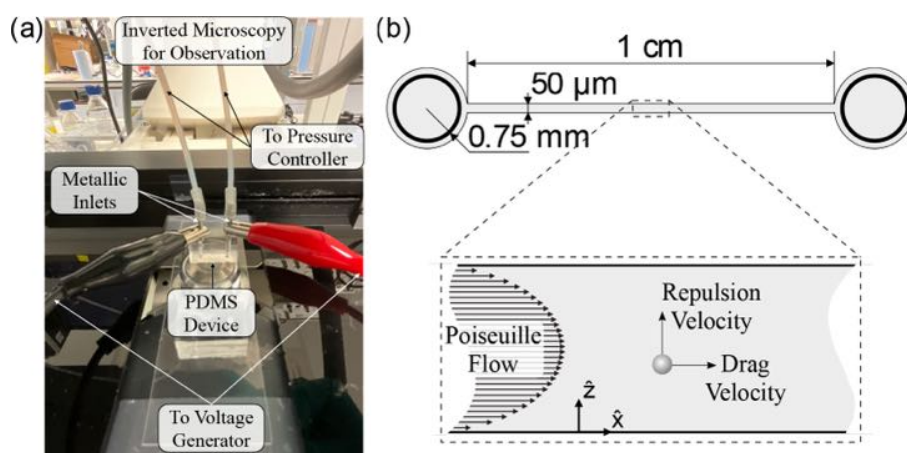 (a)
Inverted Microscopy
for Observation
To Pressure
Controller
Metallic
Inlets
PDMS
Device
To Voltage
Generator
(b)
1 cm
50 µm
0.75 mm
Poiseuille
Flow
Repulsion
Velocity
Drag
Velocity
ẑ
x̂